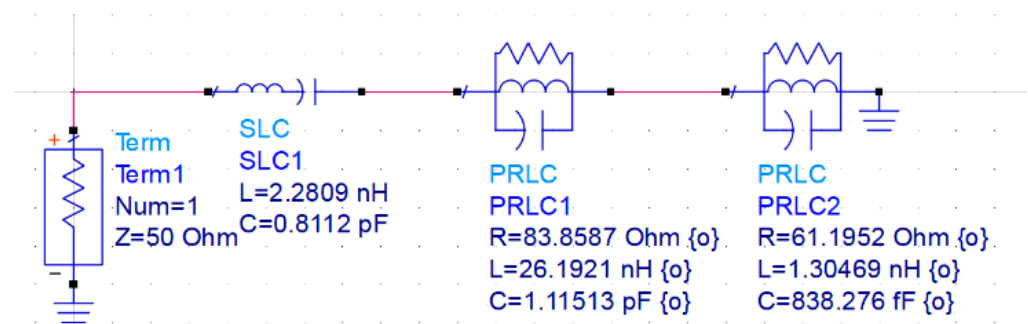 +
Term
Term1
Num=1
Z=50 Ohm
−
SLC
SLC1
L=2.2809 nH
C=0.8112 pF
PRLC
PRLC1
R=83.8587 Ohm {o}
L=26.1921 nH {o}
C=1.11513 pF {o}
PRLC
PRLC2
R=61.1952 Ohm {o}
L=1.30469 nH {o}
C=838.276 fF {o}